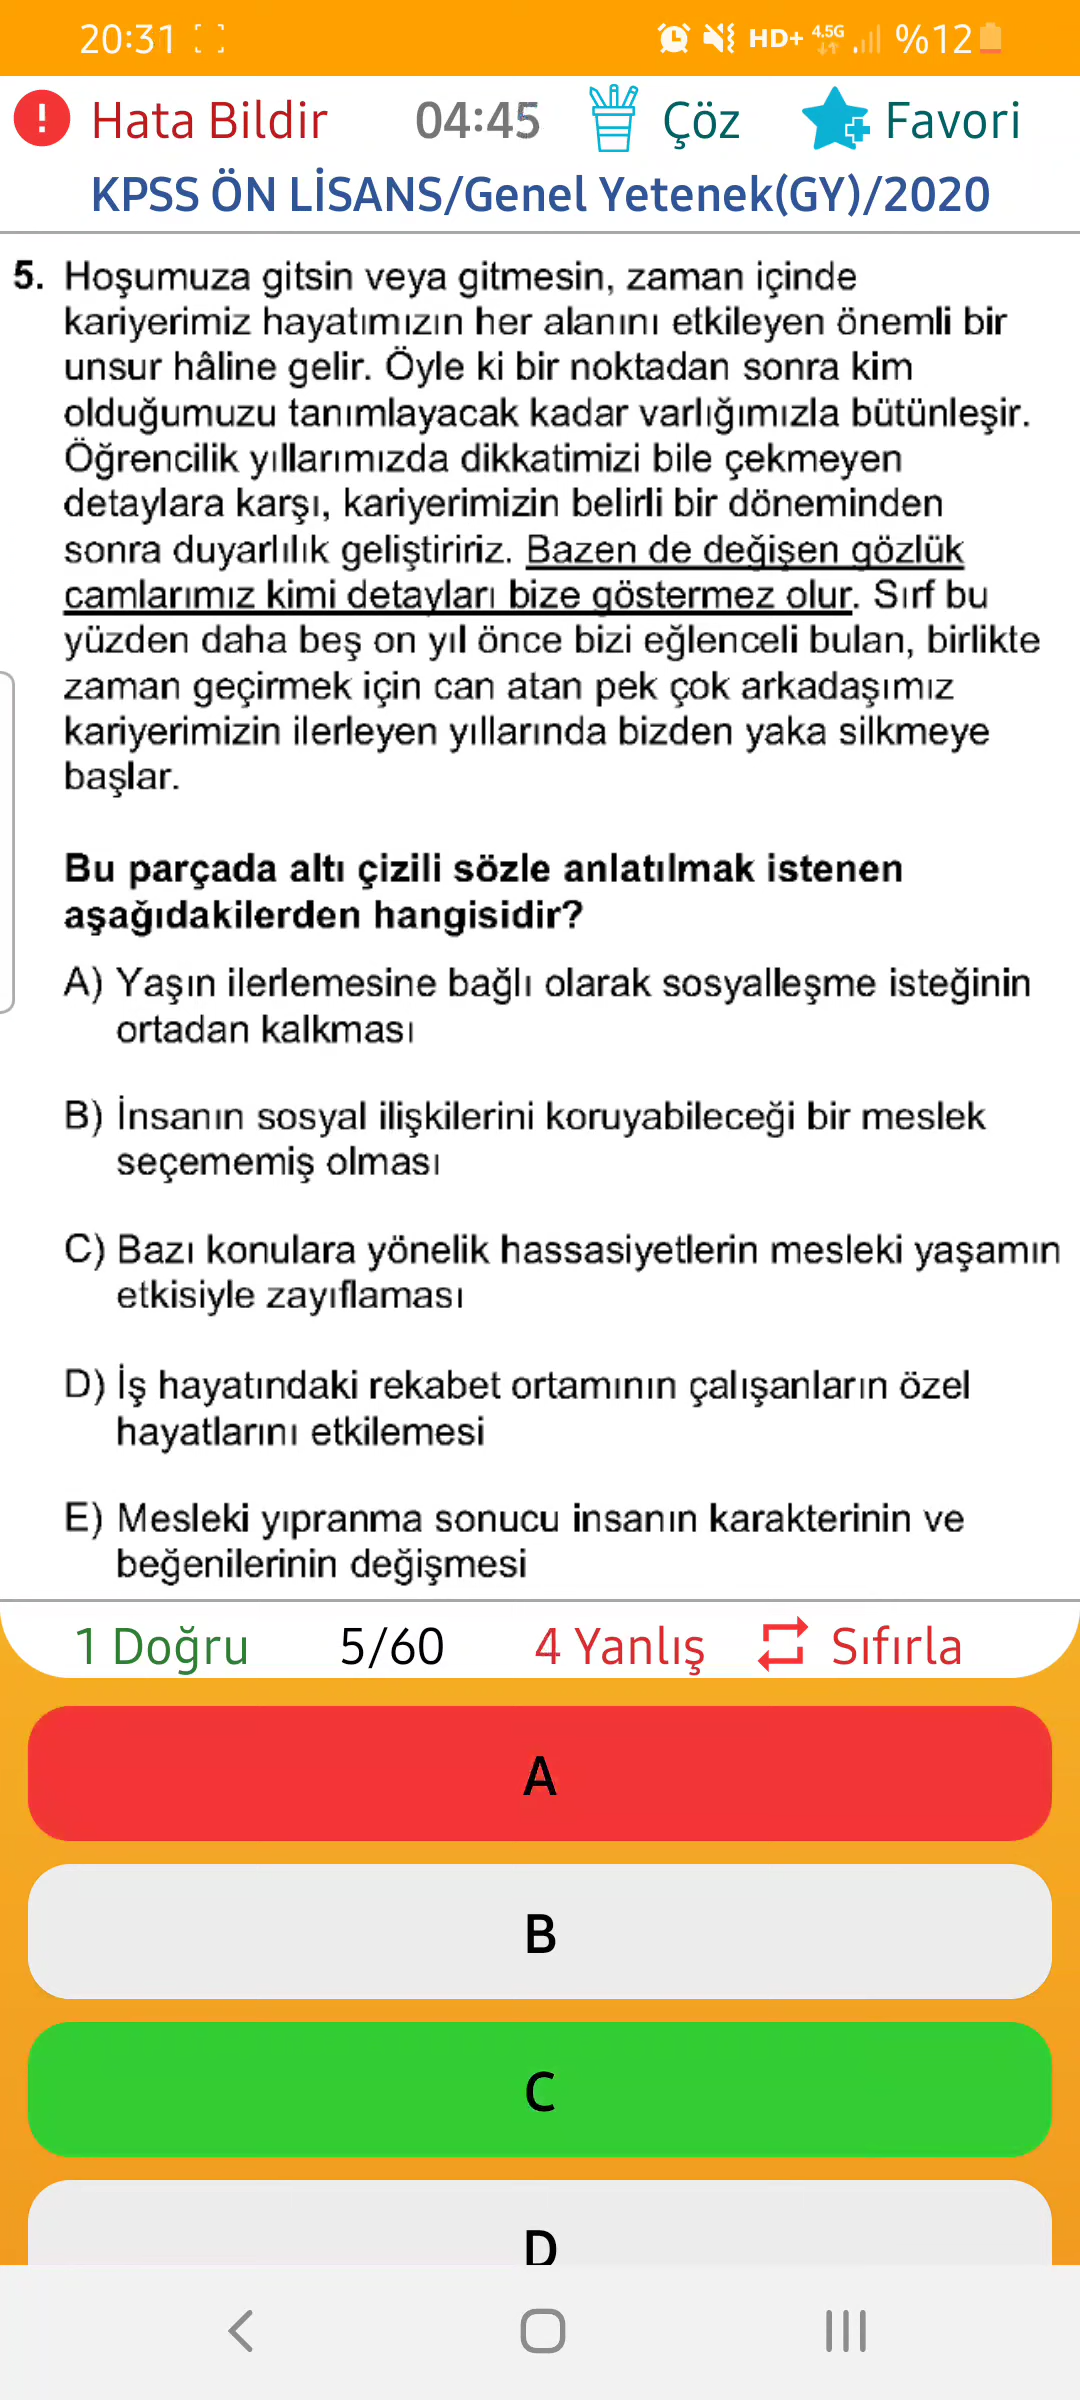 20:31 HD+ 4.5G %12
Hata Bildir 04:45 Çöz Favori
KPSS ÖN LİSANS/Genel Yetenek(GY)/2020
5. Hoşumuza gitsin veya gitmesin, zaman içinde
kariyerimiz hayatımızın her alanını etkileyen önemli bir
unsur hâline gelir. Öyle ki bir noktadan sonra kim
olduğumuzu tanımlayacak kadar varlığımızla bütünleşir.
Öğrencilik yıllarımızda dikkatimizi bile çekmeyen
detaylara karşı, kariyerimizin belirli bir döneminden
sonra duyarlılık geliştiririz. Bazen de değişen gözlük
camlarımız kimi detayları bize göstermez olur. Sırf bu
yüzden daha beş on yıl önce bizi eğlenceli bulan, birlikte
zaman geçirmek için can atan pek çok arkadaşımız
kariyerimizin ilerleyen yıllarında bizden yaka silkmeye
başlar.
Bu parçada altı çizili sözle anlatılmak istenen
aşağıdakilerden hangisidir?
A) Yaşın ilerlemesine bağlı olarak sosyalleşme isteğinin
ortadan kalkması
B) İnsanın sosyal ilişkilerini koruyabileceği bir meslek
seçememiş olması
C) Bazı konulara yönelik hassasiyetlerin mesleki yaşamın
etkisiyle zayıflaması
D) İş hayatındaki rekabet ortamının çalışanların özel
hayatlarını etkilemesi
E) Mesleki yıpranma sonucu insanın karakterinin ve
beğenilerinin değişmesi
1 Doğru 5/60 4 Yanlış Sıfırla
A
B
C
D